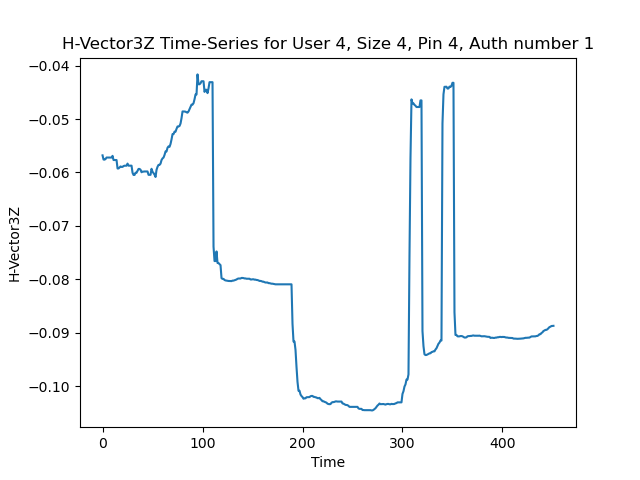 H-Vector3Z Time-Series for User 4, Size 4, Pin 4, Auth number 1
−0.04
−0.05
−0.06
−0.07
−0.08
−0.09
−0.10
H-Vector3Z
0 100 200 300 400
Time